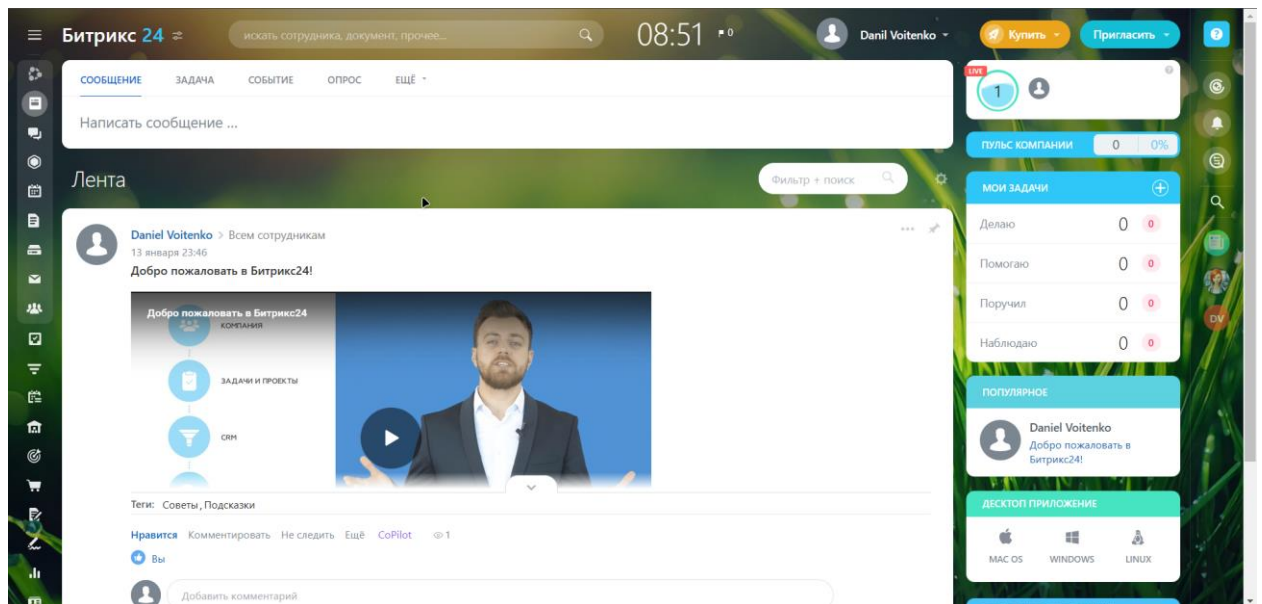 Битрикс 24
искать сотрудника, документ, прочее...
08:51
0
Danil Voitenko
Купить
Пригласить
СООБЩЕНИЕ ЗАДАЧА СОБЫТИЕ ОПРОС ЕЩЁ
Написать сообщение ...
Лента
Фильтр + поиск
Daniel Voitenko > Всем сотрудникам
13 января 23:46
Добро пожаловать в Битрикс24!
Добро пожаловать в Битрикс24
КОМПАНИЯ
ЗАДАЧИ И ПРОЕКТЫ
CRM
Теги: Советы, Подсказки
Нравится Комментировать Не следить Ещё CoPilot 1
Вы
Добавить комментарий
LIVE
1
ПУЛЬС КОМПАНИИ 0 0%
МОИ ЗАДАЧИ
Делаю 0 0
Помогаю 0 0
Поручил 0 0
Наблюдаю 0 0
ПОПУЛЯРНОЕ
Daniel Voitenko
Добро пожаловать в
Битрикс24!
ДЕСКТОП ПРИЛОЖЕНИЕ
MAC OS WINDOWS LINUX
DV